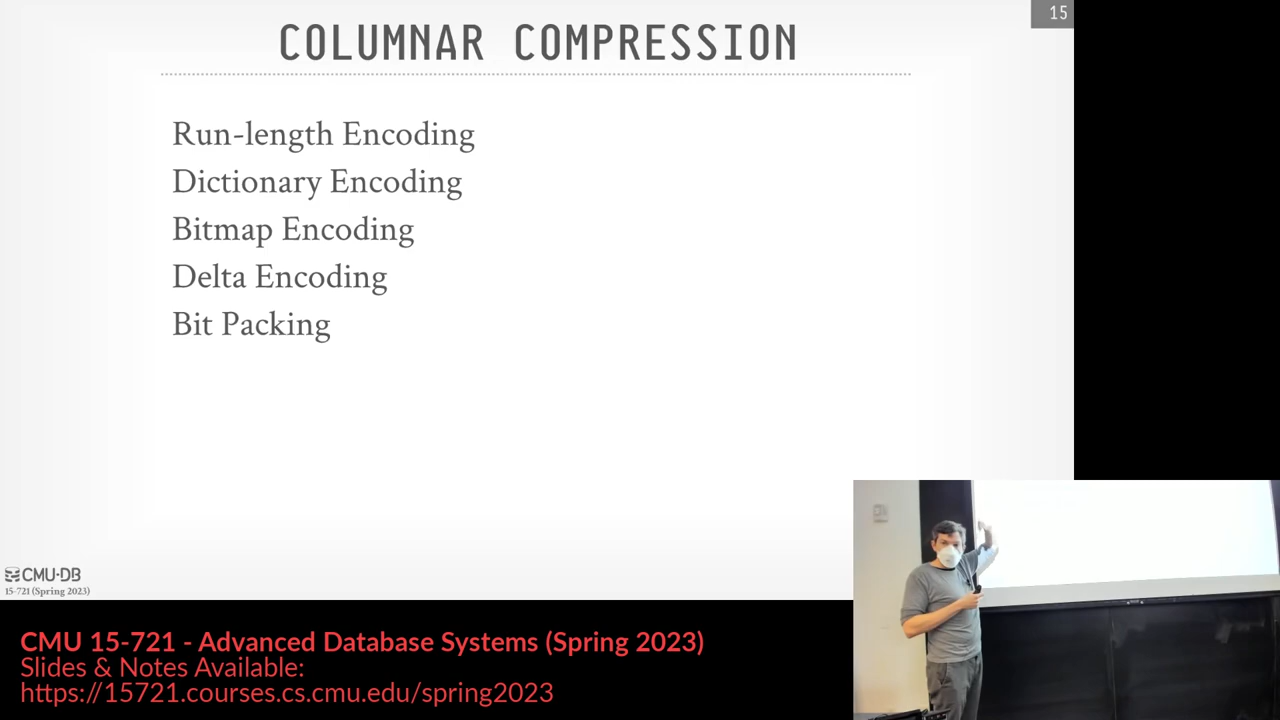 15
COLUMNAR COMPRESSION
Run-length Encoding
Dictionary Encoding
Bitmap Encoding
Delta Encoding
Bit Packing
CMU·DB
15-721 (Spring 2023)
CMU 15-721 - Advanced Database Systems (Spring 2023)
Slides & Notes Available:
https://15721.courses.cs.cmu.edu/spring2023